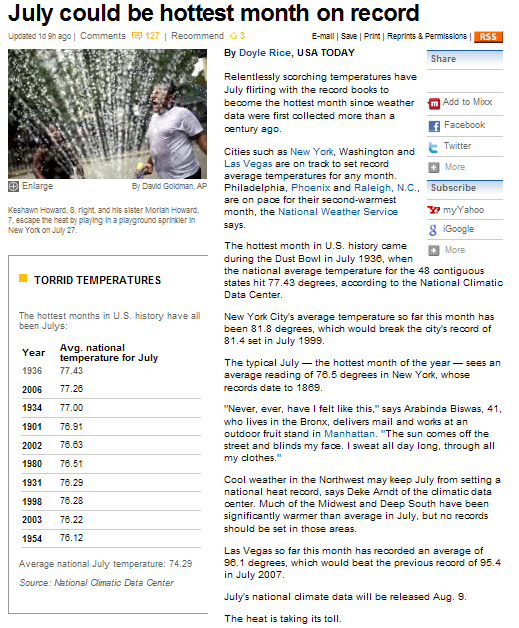 July could be hottest month on record
Updated 1d 9h ago | Comments 127 | Recommend 3
E-mail | Save | Print | Reprints & Permissions | RSS
Enlarge
By David Goldman, AP
Keshawn Howard, 8, right, and his sister Moriah Howard,
7, escape the heat by playing in a playground sprinkler in
New York on July 27.
TORRID TEMPERATURES
The hottest months in U.S. history have all
been Julys:
Year Avg. national
temperature for July
1936 77.43
2006 77.26
1934 77.00
1901 76.91
2002 76.63
1980 76.51
1931 76.29
1998 76.28
2003 76.22
1954 76.12
Average national July temperature: 74.29
Source: National Climatic Data Center
By Doyle Rice, USA TODAY
Relentlessly scorching temperatures have
July flirting with the record books to
become the hottest month since weather
data were first collected more than a
century ago.
Cities such as New York, Washington and
Las Vegas are on track to set record
average temperatures for any month.
Philadelphia, Phoenix and Raleigh, N.C.,
are on pace for their second-warmest
month, the National Weather Service
says.
The hottest month in U.S. history came
during the Dust Bowl in July 1936, when
the national average temperature for the 48 contiguous
states hit 77.43 degrees, according to the National Climatic
Data Center.
New York City's average temperature so far this month has
been 81.8 degrees, which would break the city's record of
81.4 set in July 1999.
The typical July — the hottest month of the year — sees an
average reading of 76.5 degrees in New York, whose
records date to 1869.
"Never, ever, have I felt like this," says Arabinda Biswas, 41,
who lives in the Bronx, delivers mail and works at an
outdoor fruit stand in Manhattan. "The sun comes off the
street and blinds my face. I sweat all day long, through all
my clothes."
Cool weather in the Northwest may keep July from setting a
national heat record, says Deke Arndt of the climatic data
center. Much of the Midwest and Deep South have been
significantly warmer than average in July, but no records
should be set in those areas.
Las Vegas so far this month has recorded an average of
96.1 degrees, which would beat the previous record of 95.4
in July 2007.
July's national climate data will be released Aug. 9.
The heat is taking its toll.
Share
Add to Mixx
Facebook
Twitter
More
Subscribe
myYahoo
iGoogle
More